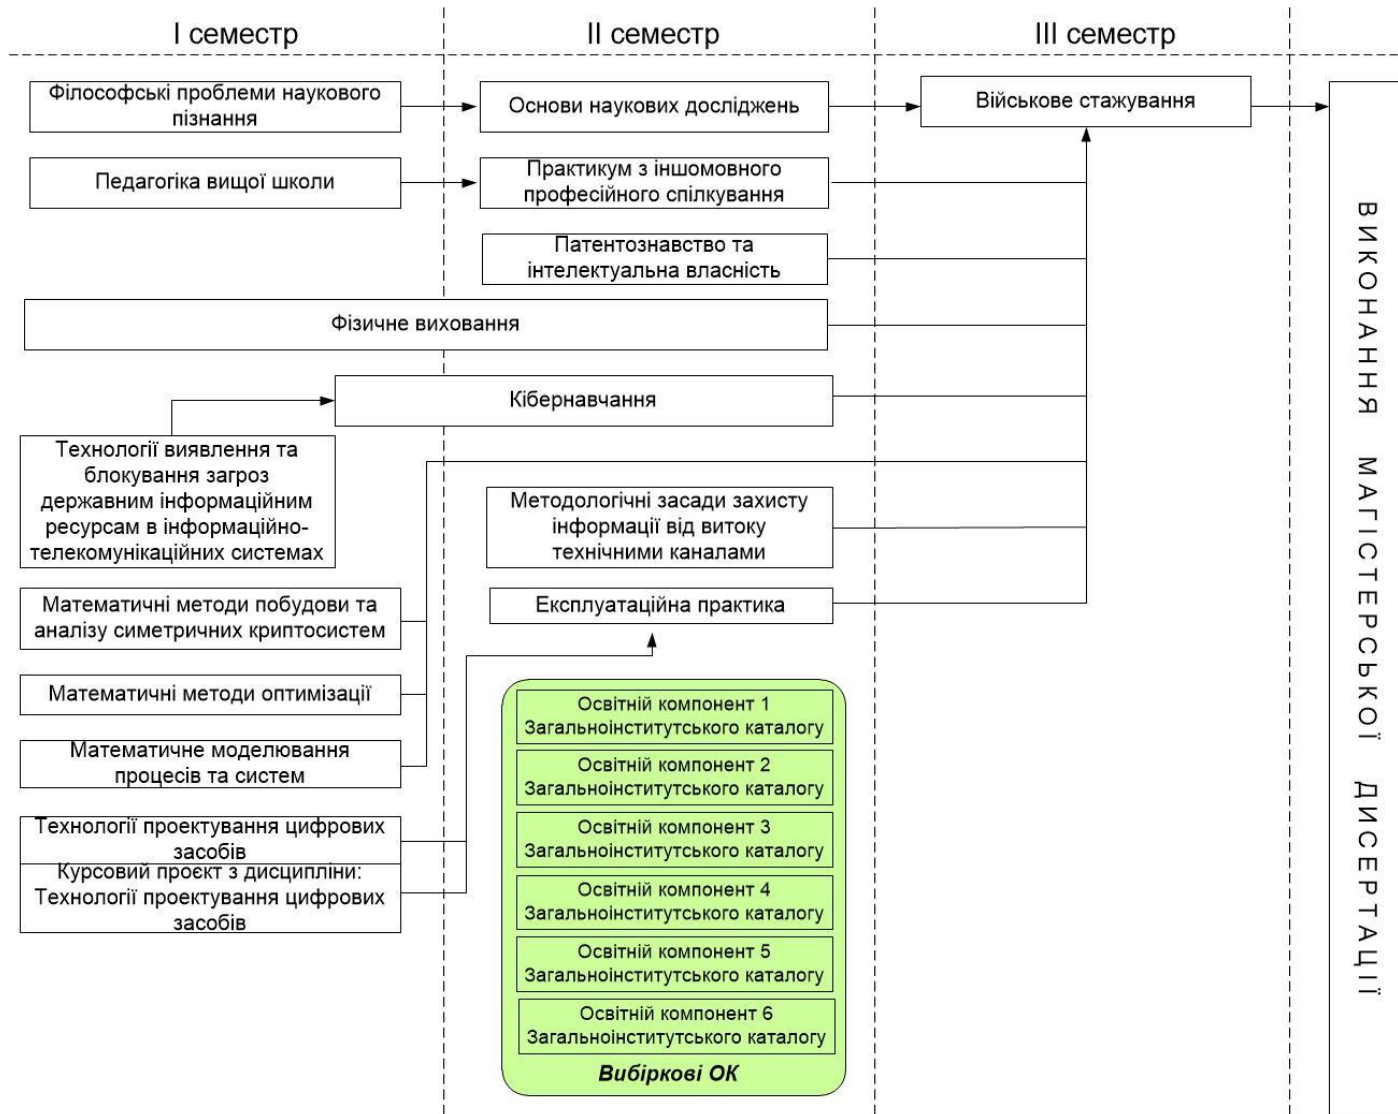 І семестр
ІІ семестр
ІІІ семестр
Філософські проблеми наукового
пізнання
Основи наукових досліджень
Військове стажування
Педагогіка вищої школи
Практикум з іншомовного
професійного спілкування
Патентознавство та
інтелектуальна власність
Фізичне виховання
Кібернавчання
Технології виявлення та
блокування загроз
державним інформаційним
ресурсам в інформаційно-
телекомунікаційних системах
Методологічні засади захисту
інформації від витоку
технічними каналами
Математичні методи побудови та
аналізу симетричних криптосистем
Експлуатаційна практика
Математичні методи оптимізації
Математичне моделювання
процесів та систем
Технології проектування цифрових
засобів
Курсовий проєкт з дисципліни:
Технології проектування цифрових
засобів
Освітній компонент 1
Загальноінститутського каталогу
Освітній компонент 2
Загальноінститутського каталогу
Освітній компонент 3
Загальноінститутського каталогу
Освітній компонент 4
Загальноінститутського каталогу
Освітній компонент 5
Загальноінститутського каталогу
Освітній компонент 6
Загальноінститутського каталогу
Вибіркові ОК
ВИКОНАННЯ МАГІСТЕРСЬКОЇ ДИСЕРТАЦІЇ